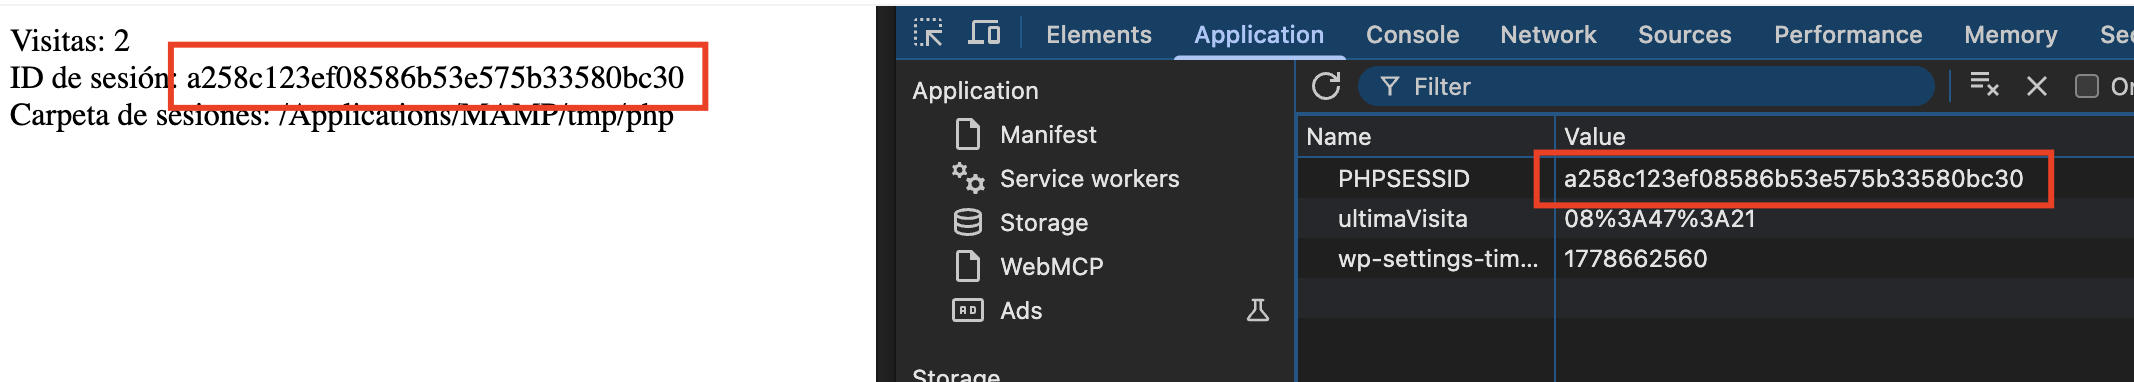 Visitas: 2
ID de sesión: a258c123ef08586b53e575b33580bc30
Carpeta de sesiones: /Applications/MAMP/tmp/php
Elements Application Console Network Sources Performance Memory
Application
Manifest
Service workers
Storage
WebMCP
Ads
Storage
Filter
Name Value
PHPSESSID a258c123ef08586b53e575b33580bc30
ultimaVisita 08%3A47%3A21
wp-settings-tim... 1778662560